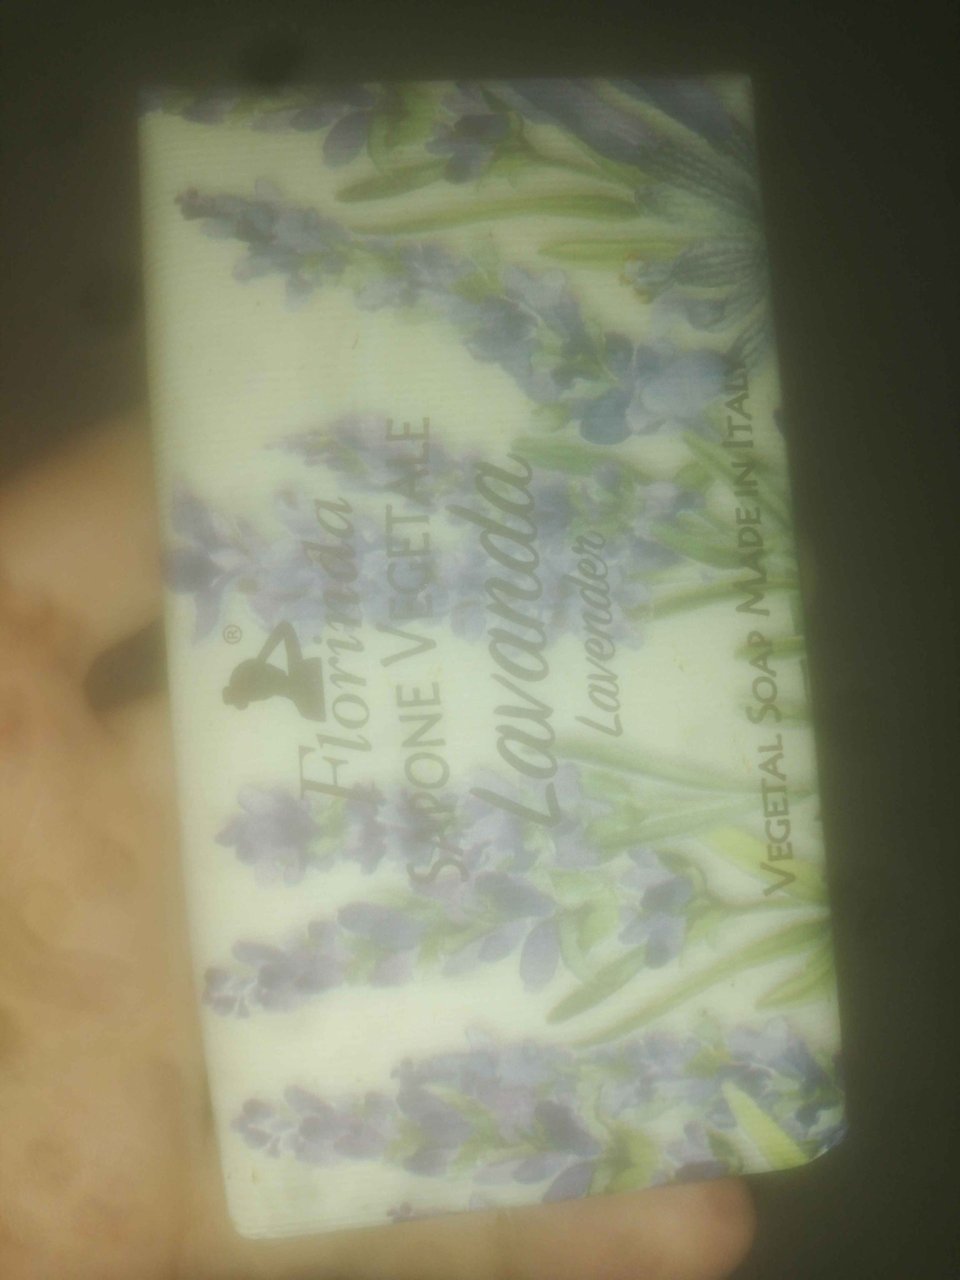 ®
Florinda
SAPONE VEGETALE
Lavanda
Lavender
VEGETAL SOAP MADE IN ITALY